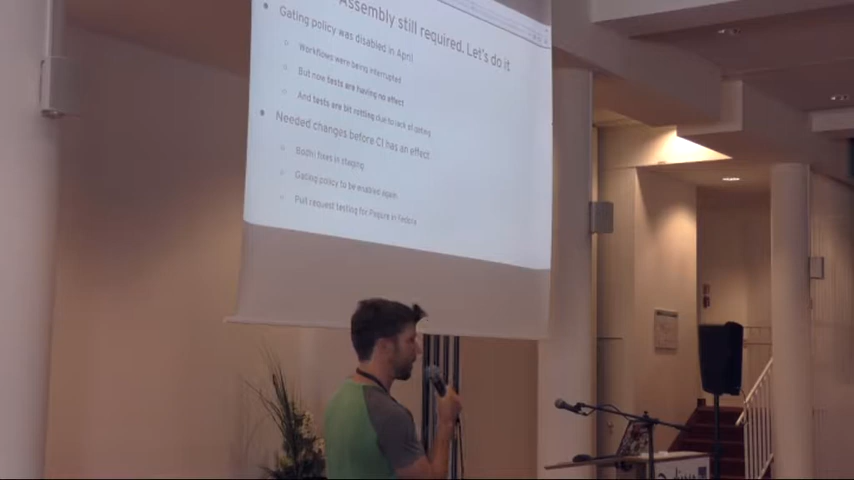 Assembly still required. Let's do it
Gating policy was disabled in April
Workflows were being interrupted
But now tests are having no effect
And tests are bit rotting due to lack of gating
Needed changes before CI has an effect
Bodhi fixes in staging
Gating policy to be enabled again
Pull request testing for Pagure in Fedora